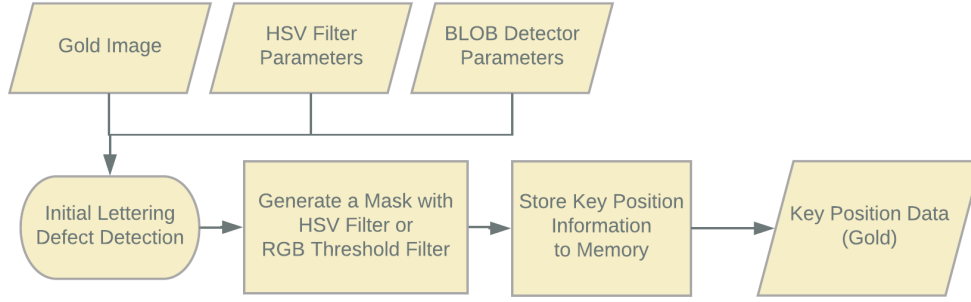 Gold Image
HSV Filter
Parameters
BLOB Detector
Parameters
Initial Lettering
Defect Detection
Generate a Mask with
HSV Filter or
RGB Threshold Filter
Store Key Position
Information
to Memory
Key Position Data
(Gold)